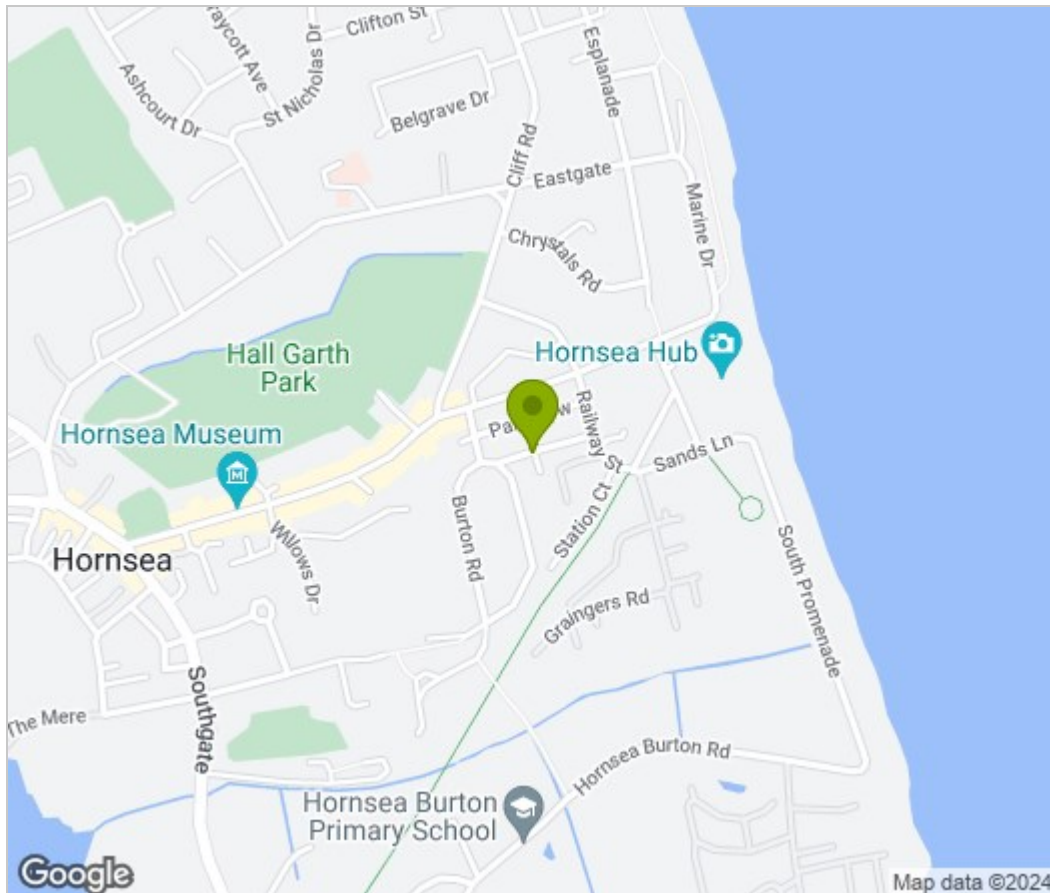 Clifton St
raycott Ave
St Nicholas Dr
Ashcourt Dr
Belgrave Dr
Cliff Rd
Esplanade
Eastgate
Marine Dr
Chrystals Rd
Hall Garth
Park
Hornsea Hub
Railway St
Hornsea Museum
Sands Ln
Burton Rd
Station Ct
Willows Dr
Hornsea
South Promenade
Graingers Rd
Southgate
The Mere
Hornsea Burton Rd
Hornsea Burton
Primary School
Google
Map data ©2024